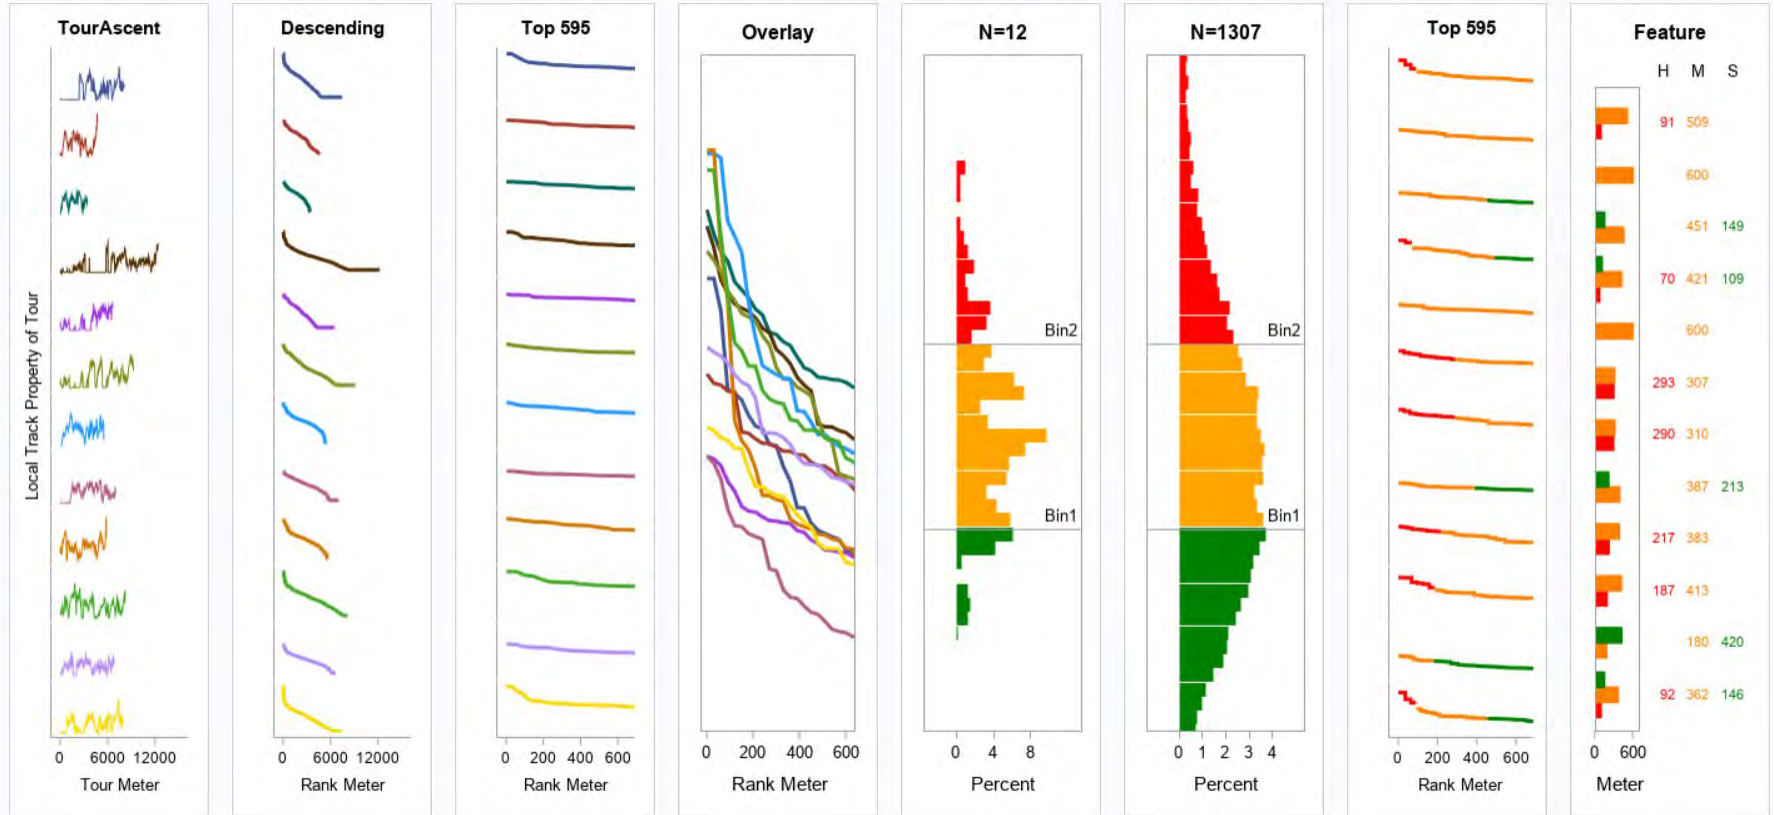 TourAscent
Descending
Top 595
Overlay
N=12
N=1307
Top 595
Feature
H M S
Local Track Property of Tour
91 509
600
451 149
70 421 109
600
293 307
290 310
387 213
217 383
187 413
180 420
92 362 146
Bin2
Bin1
Bin2
Bin1
0 6000 12000
Tour Meter
0 6000 12000
Rank Meter
0 200 400 600
Rank Meter
0 200 400 600
Rank Meter
0 4 8
Percent
0 1 2 3 4
Percent
0 200 400 600
Rank Meter
0 600
Meter